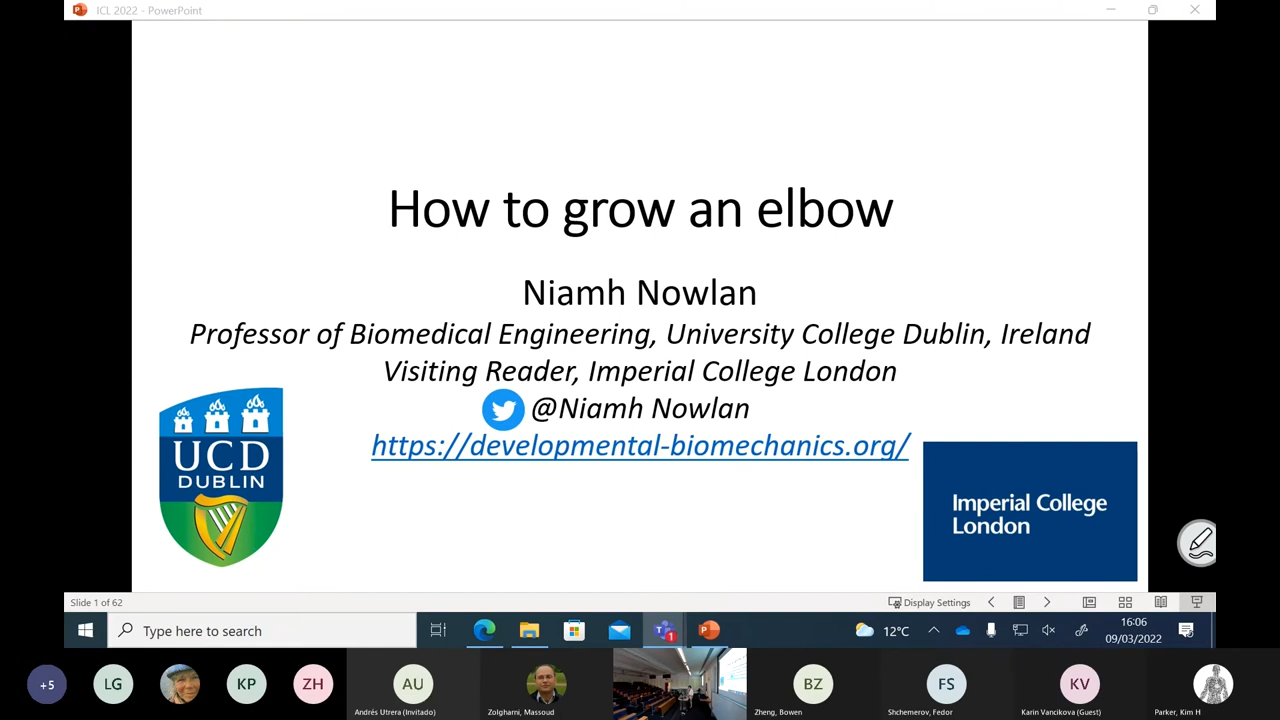 ICL 2022 - PowerPoint
How to grow an elbow
Niamh Nowlan
Professor of Biomedical Engineering, University College Dublin, Ireland
Visiting Reader, Imperial College London
@Niamh Nowlan
https://developmental-biomechanics.org/
UCD
DUBLIN
Imperial College
London
Slide 1 of 62
Display Settings
Type here to search
1
12°C
16:06
09/03/2022
+5
LG
KP
ZH
AU
BZ
FS
KV
Andrés Utrera (Invitado)
Zolgharni, Massoud
Zheng, Bowen
Shchemerov, Fedor
Karin Vancikova (Guest)
Parker, Kim H